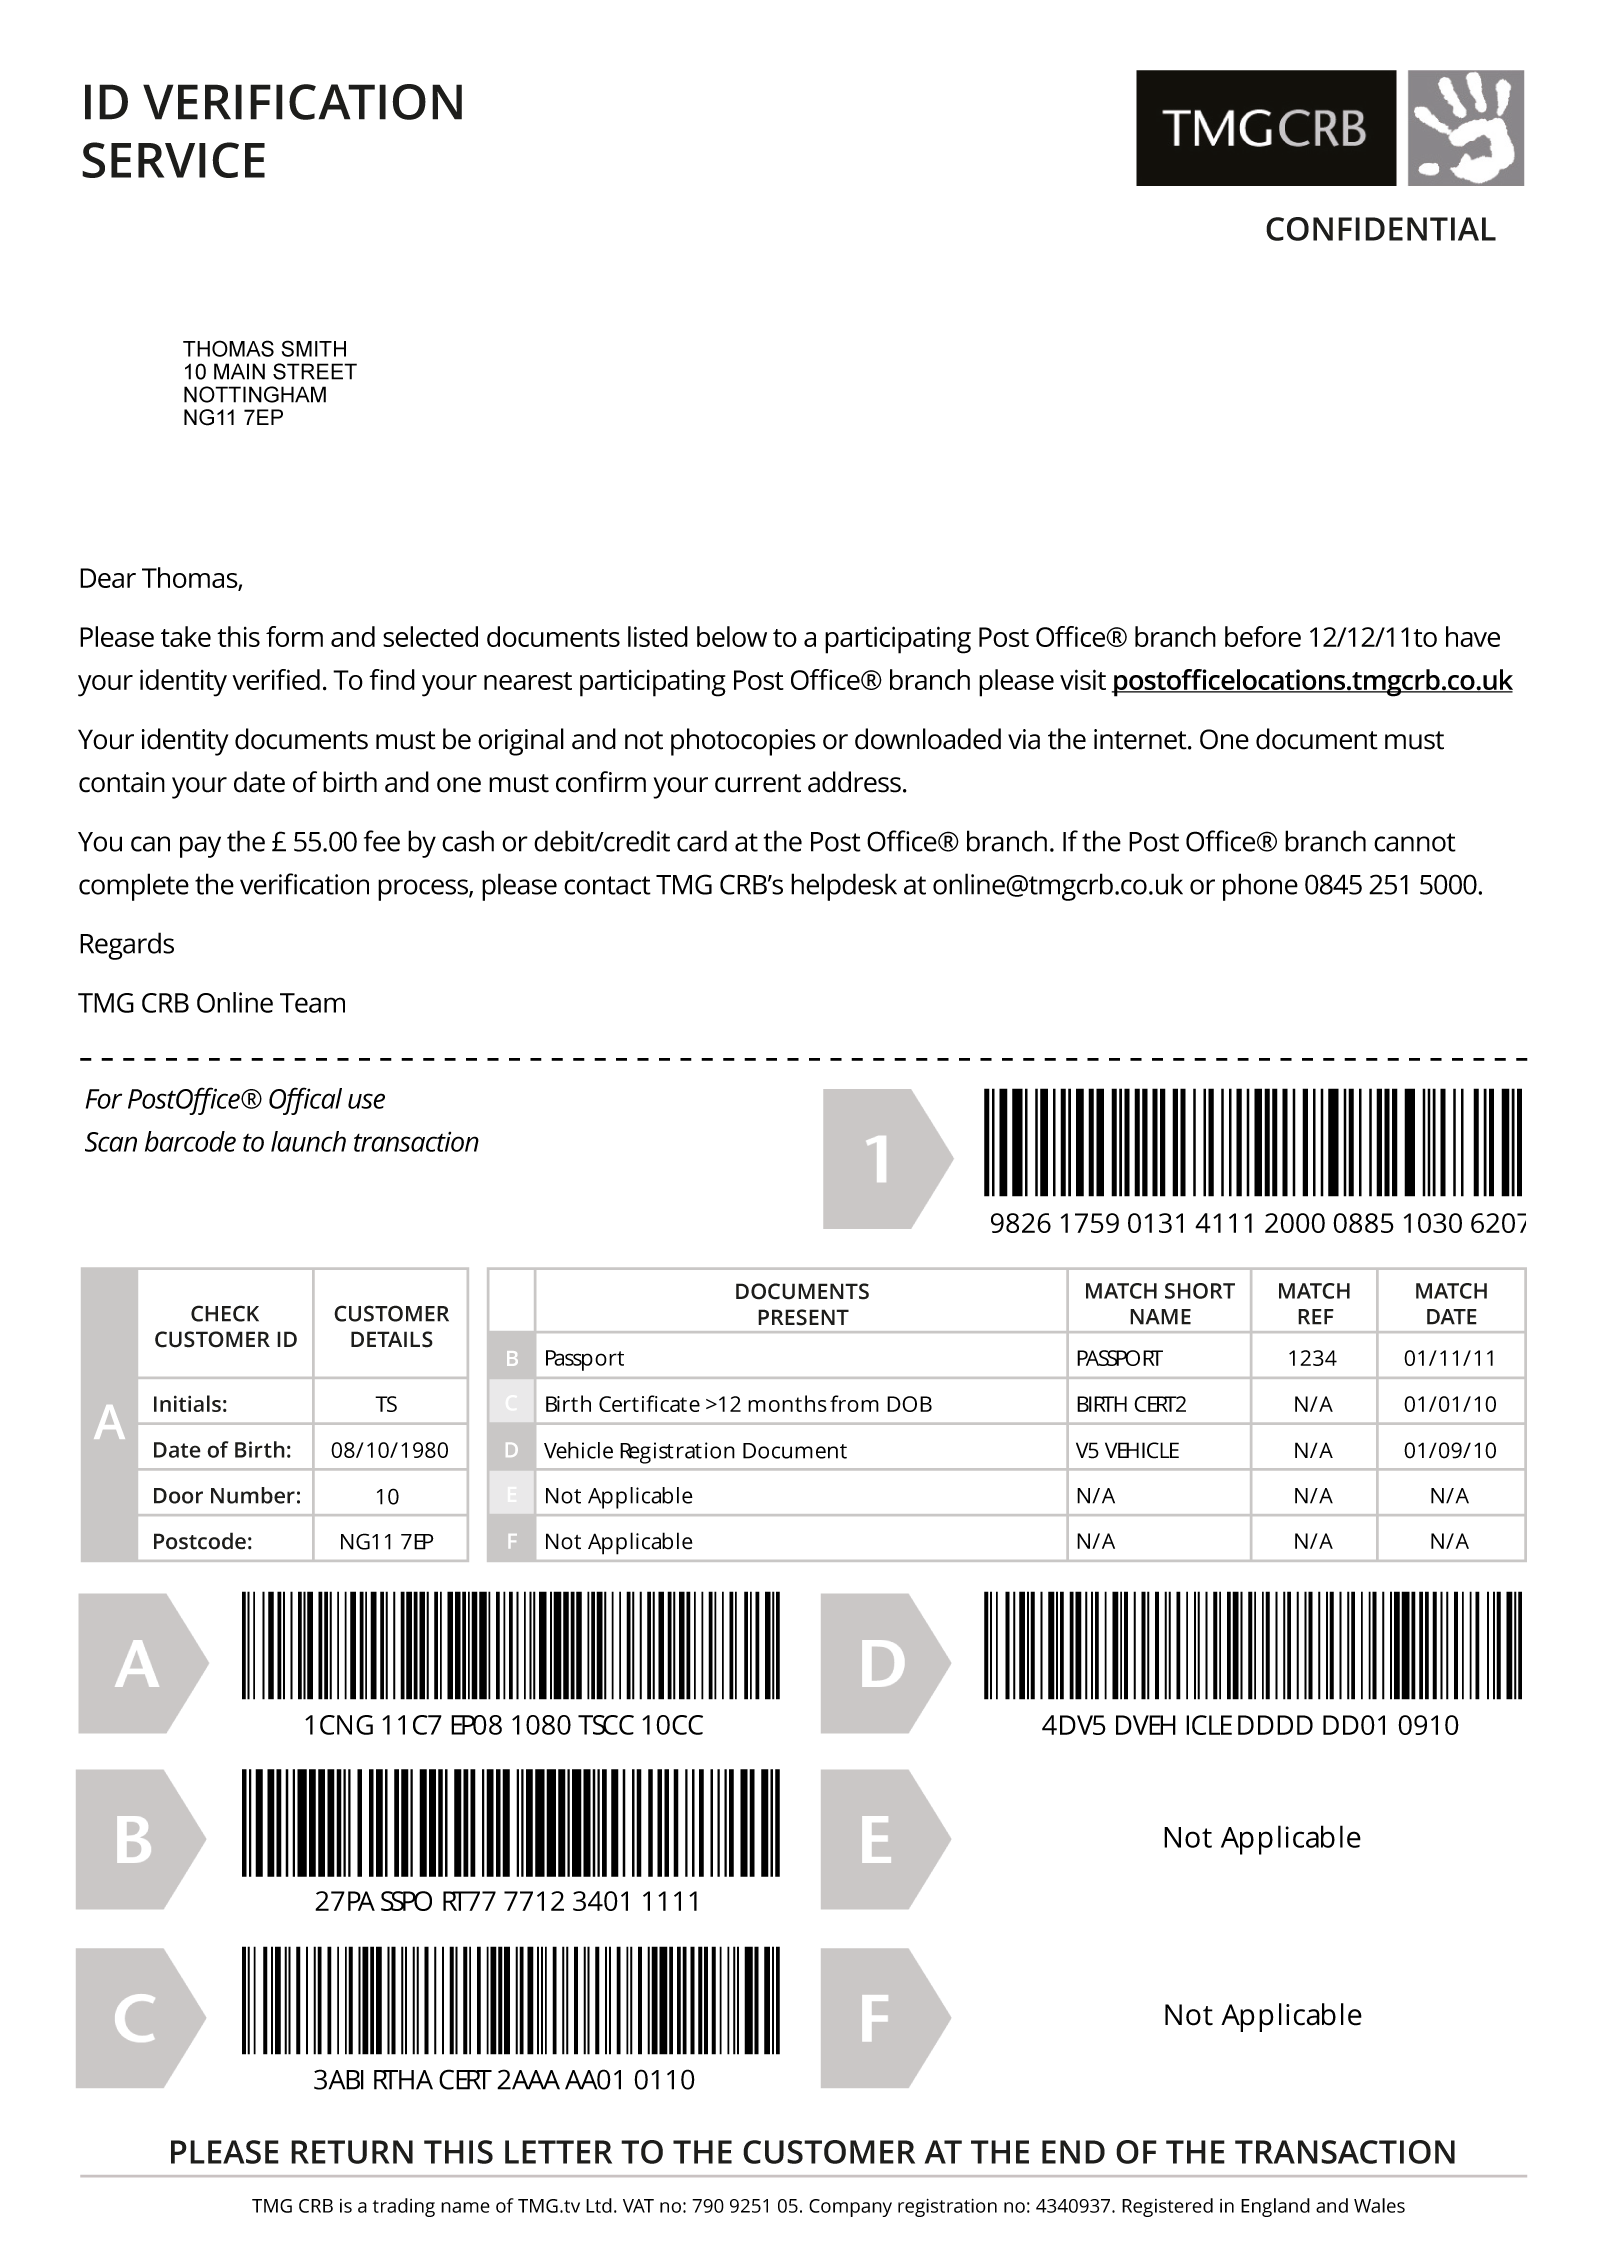 ID VERIFICATION
SERVICE
TMGCRB
CONFIDENTIAL
THOMAS SMITH
10 MAIN STREET
NOTTINGHAM
NG11 7EP
Dear Thomas,
Please take this form and selected documents listed below to a participating Post Office® branch before 12/12/11to have
your identity verified. To find your nearest participating Post Office® branch please visit postofficelocations.tmgcrb.co.uk
Your identity documents must be original and not photocopies or downloaded via the internet. One document must
contain your date of birth and one must confirm your current address.
You can pay the £ 55.00 fee by cash or debit/credit card at the Post Office® branch. If the Post Office® branch cannot
complete the verification process, please contact TMG CRB's helpdesk at online@tmgcrb.co.uk or phone 0845 251 5000.
Regards
TMG CRB Online Team
For PostOffice® Offical use
Scan barcode to launch transaction
1
9826 1759 0131 4111 2000 0885 1030 6207
A
CHECK
CUSTOMER ID
CUSTOMER
DETAILS
Initials: TS
Date of Birth: 08/10/1980
Door Number: 10
Postcode: NG11 7EP
DOCUMENTS
PRESENT
MATCH SHORT
NAME
MATCH
REF
MATCH
DATE
B Passport PASSPORT 1234 01/11/11
C Birth Certificate >12 months from DOB BIRTH CERT2 N/A 01/01/10
D Vehicle Registration Document V5 VEHICLE N/A 01/09/10
E Not Applicable N/A N/A N/A
F Not Applicable N/A N/A N/A
A
1CNG 11C7 EP08 1080 TSCC 10CC
D
4DV5 DVEH ICLE DDDD DD01 0910
B
27PA SSPO RT77 7712 3401 1111
E
Not Applicable
C
3ABI RTHA CERT 2AAA AA01 0110
F
Not Applicable
PLEASE RETURN THIS LETTER TO THE CUSTOMER AT THE END OF THE TRANSACTION
TMG CRB is a trading name of TMG.tv Ltd. VAT no: 790 9251 05. Company registration no: 4340937. Registered in England and Wales